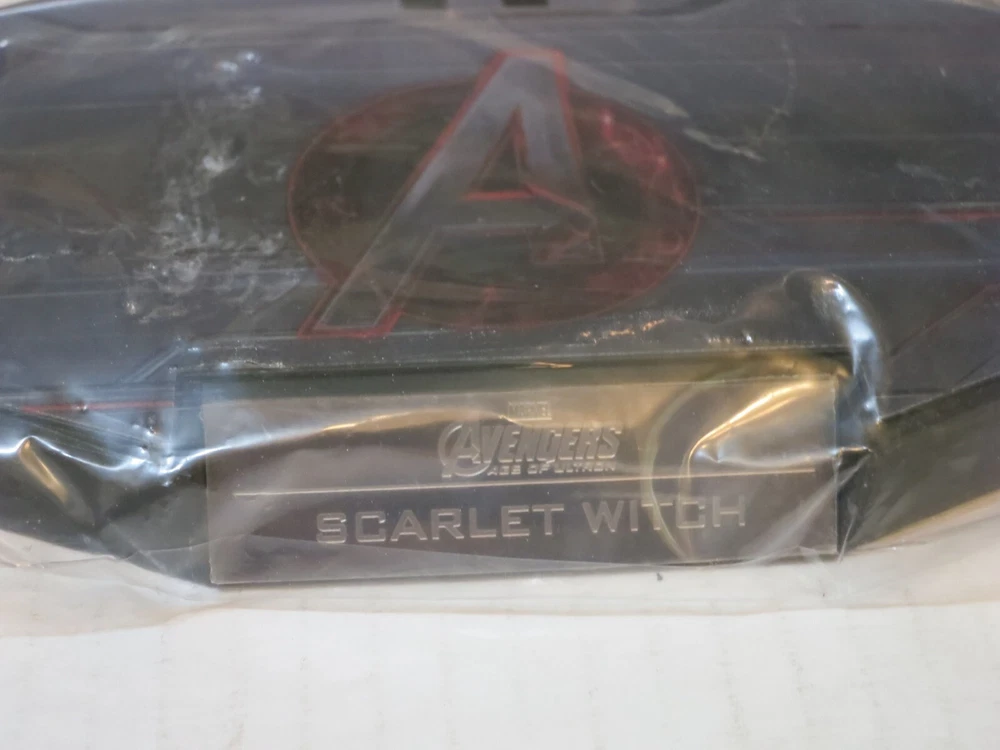 A
MARVEL
AVENGERS
AGE OF ULTRON
SCARLET WITCH